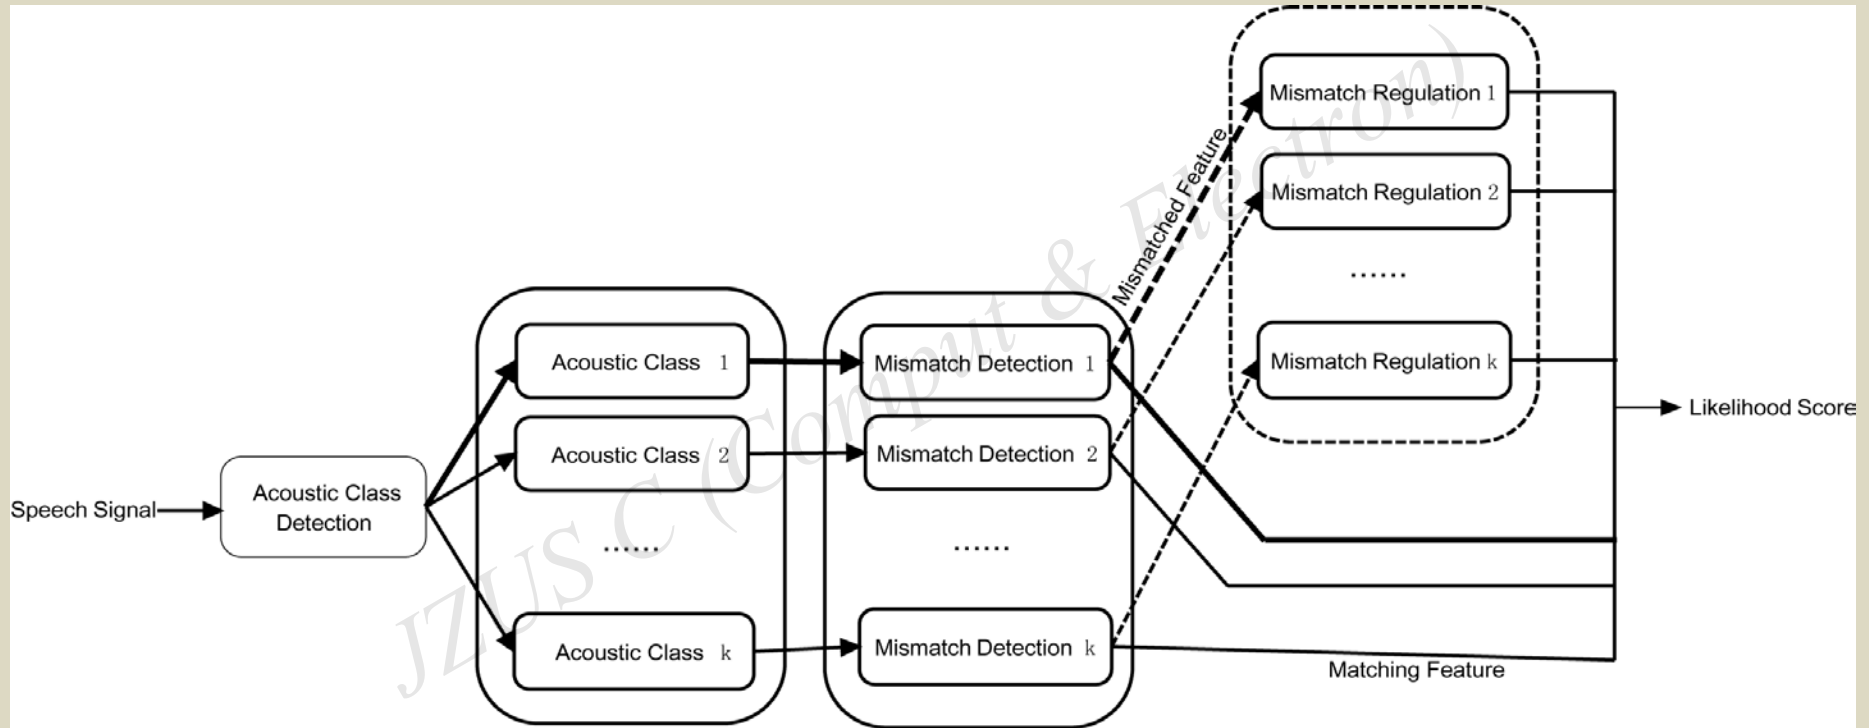 Mismatch Regulation 1
Mismatch Regulation 2
......
Mismatch Regulation k
Mismatched Feature
Acoustic Class 1
Acoustic Class 2
......
Acoustic Class k
Mismatch Detection 1
Mismatch Detection 2
......
Mismatch Detection k
Speech Signal
Acoustic Class
Detection
Likelihood Score
Matching Feature
JZUS C (Comput & Electron)